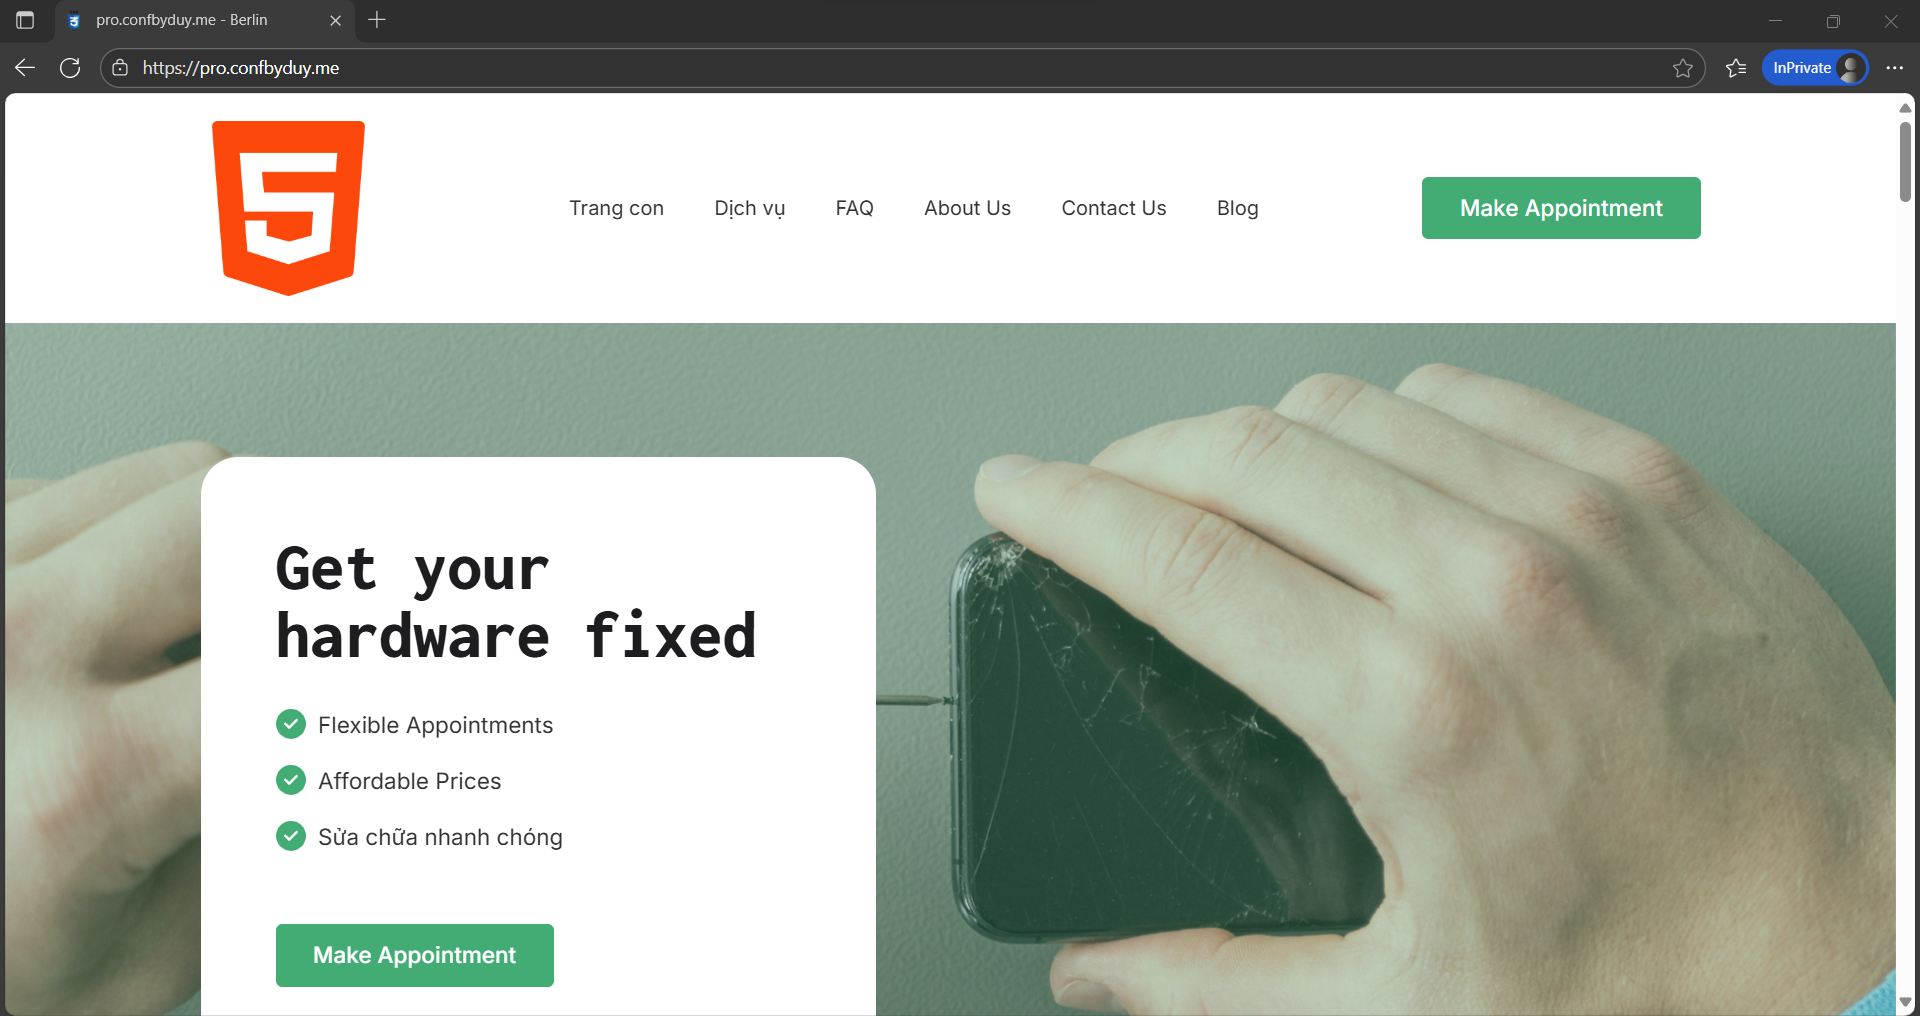 pro.confbyduy.me - Berlin
https://pro.confbyduy.me
InPrivate
5
Trang con
Dịch vụ
FAQ
About Us
Contact Us
Blog
Make Appointment
Get your
hardware fixed
Flexible Appointments
Affordable Prices
Sửa chữa nhanh chóng
Make Appointment